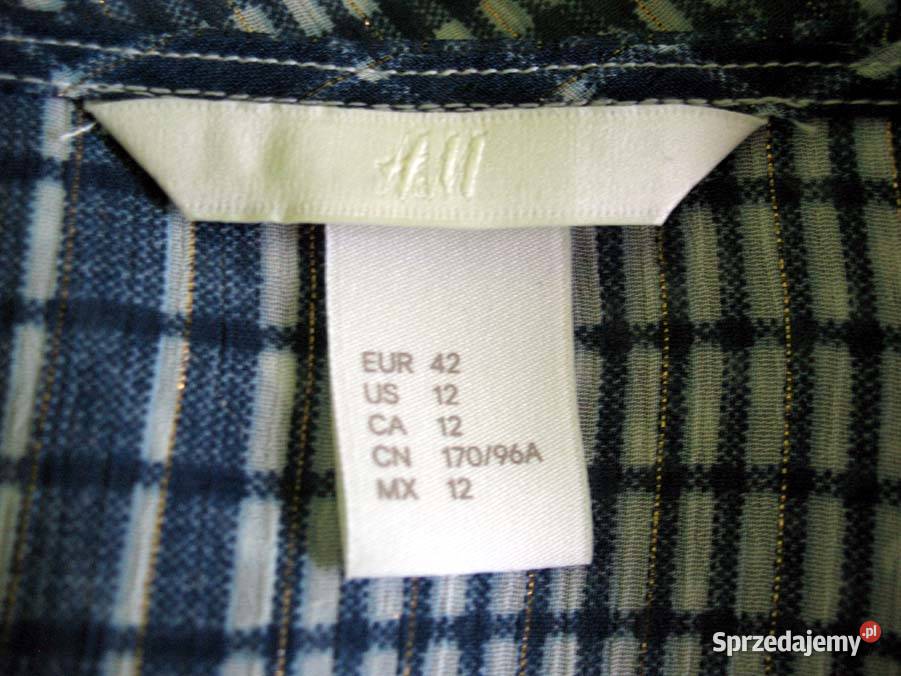 EUR 42
US 12
CA 12
CN 170/96A
MX 12
Sprzedajemy.pl